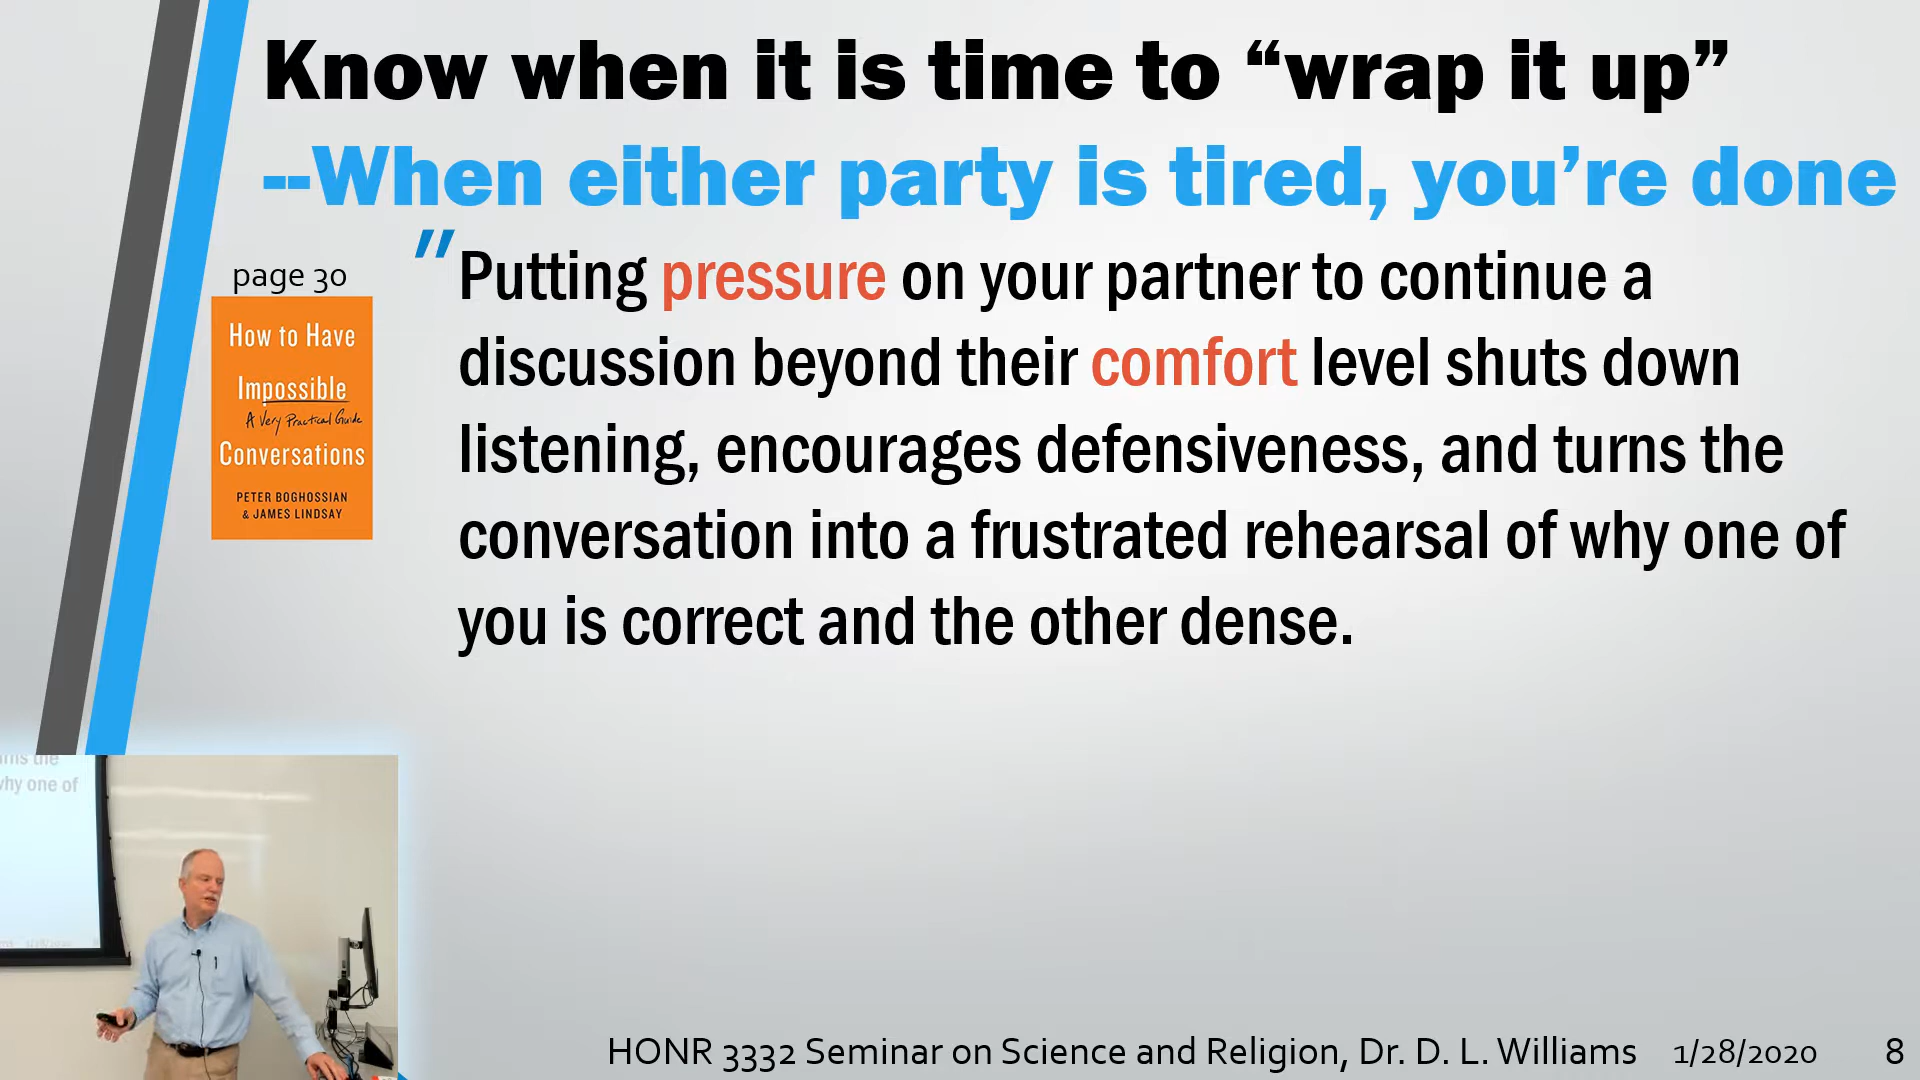 Know when it is time to “wrap it up”
--When either party is tired, you’re done
page 30
How to Have
Impossible
A Very Practical Guide
Conversations
PETER BOGHOSSIAN
& JAMES LINDSAY
"Putting pressure on your partner to continue a
discussion beyond their comfort level shuts down
listening, encourages defensiveness, and turns the
conversation into a frustrated rehearsal of why one of
you is correct and the other dense.
the
why one of
HONR 3332 Seminar on Science and Religion, Dr. D. L. Williams 1/28/2020 8